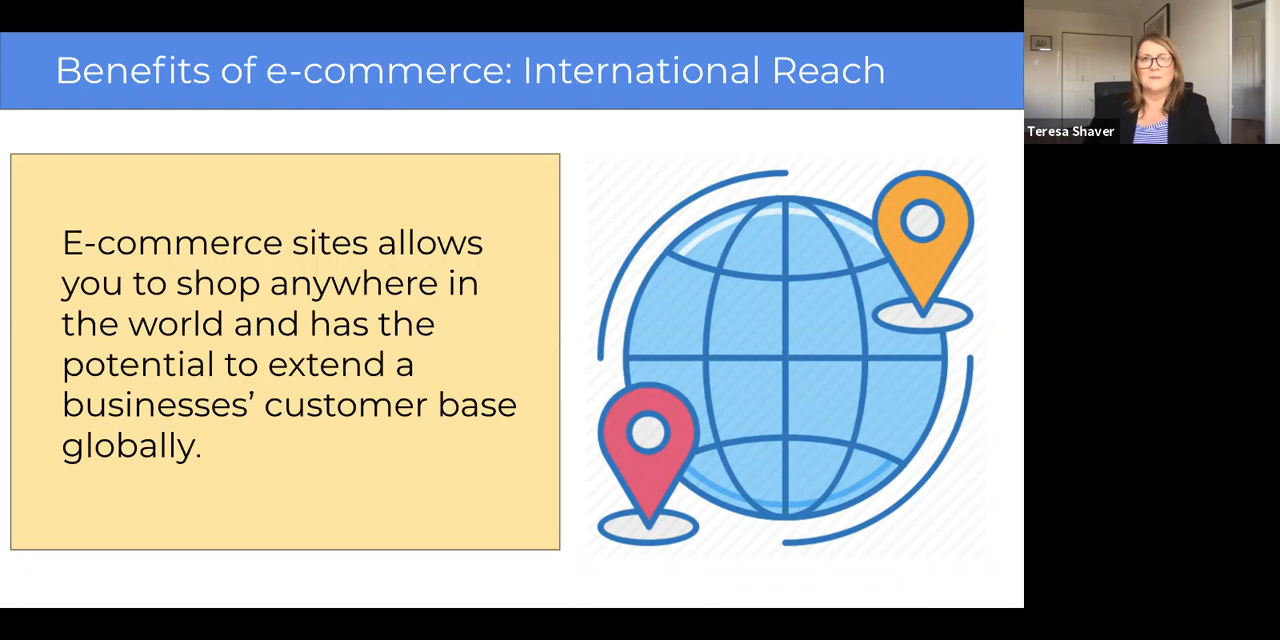 Benefits of e-commerce: International Reach
E-commerce sites allows
you to shop anywhere in
the world and has the
potential to extend a
businesses’ customer base
globally.
Teresa Shaver